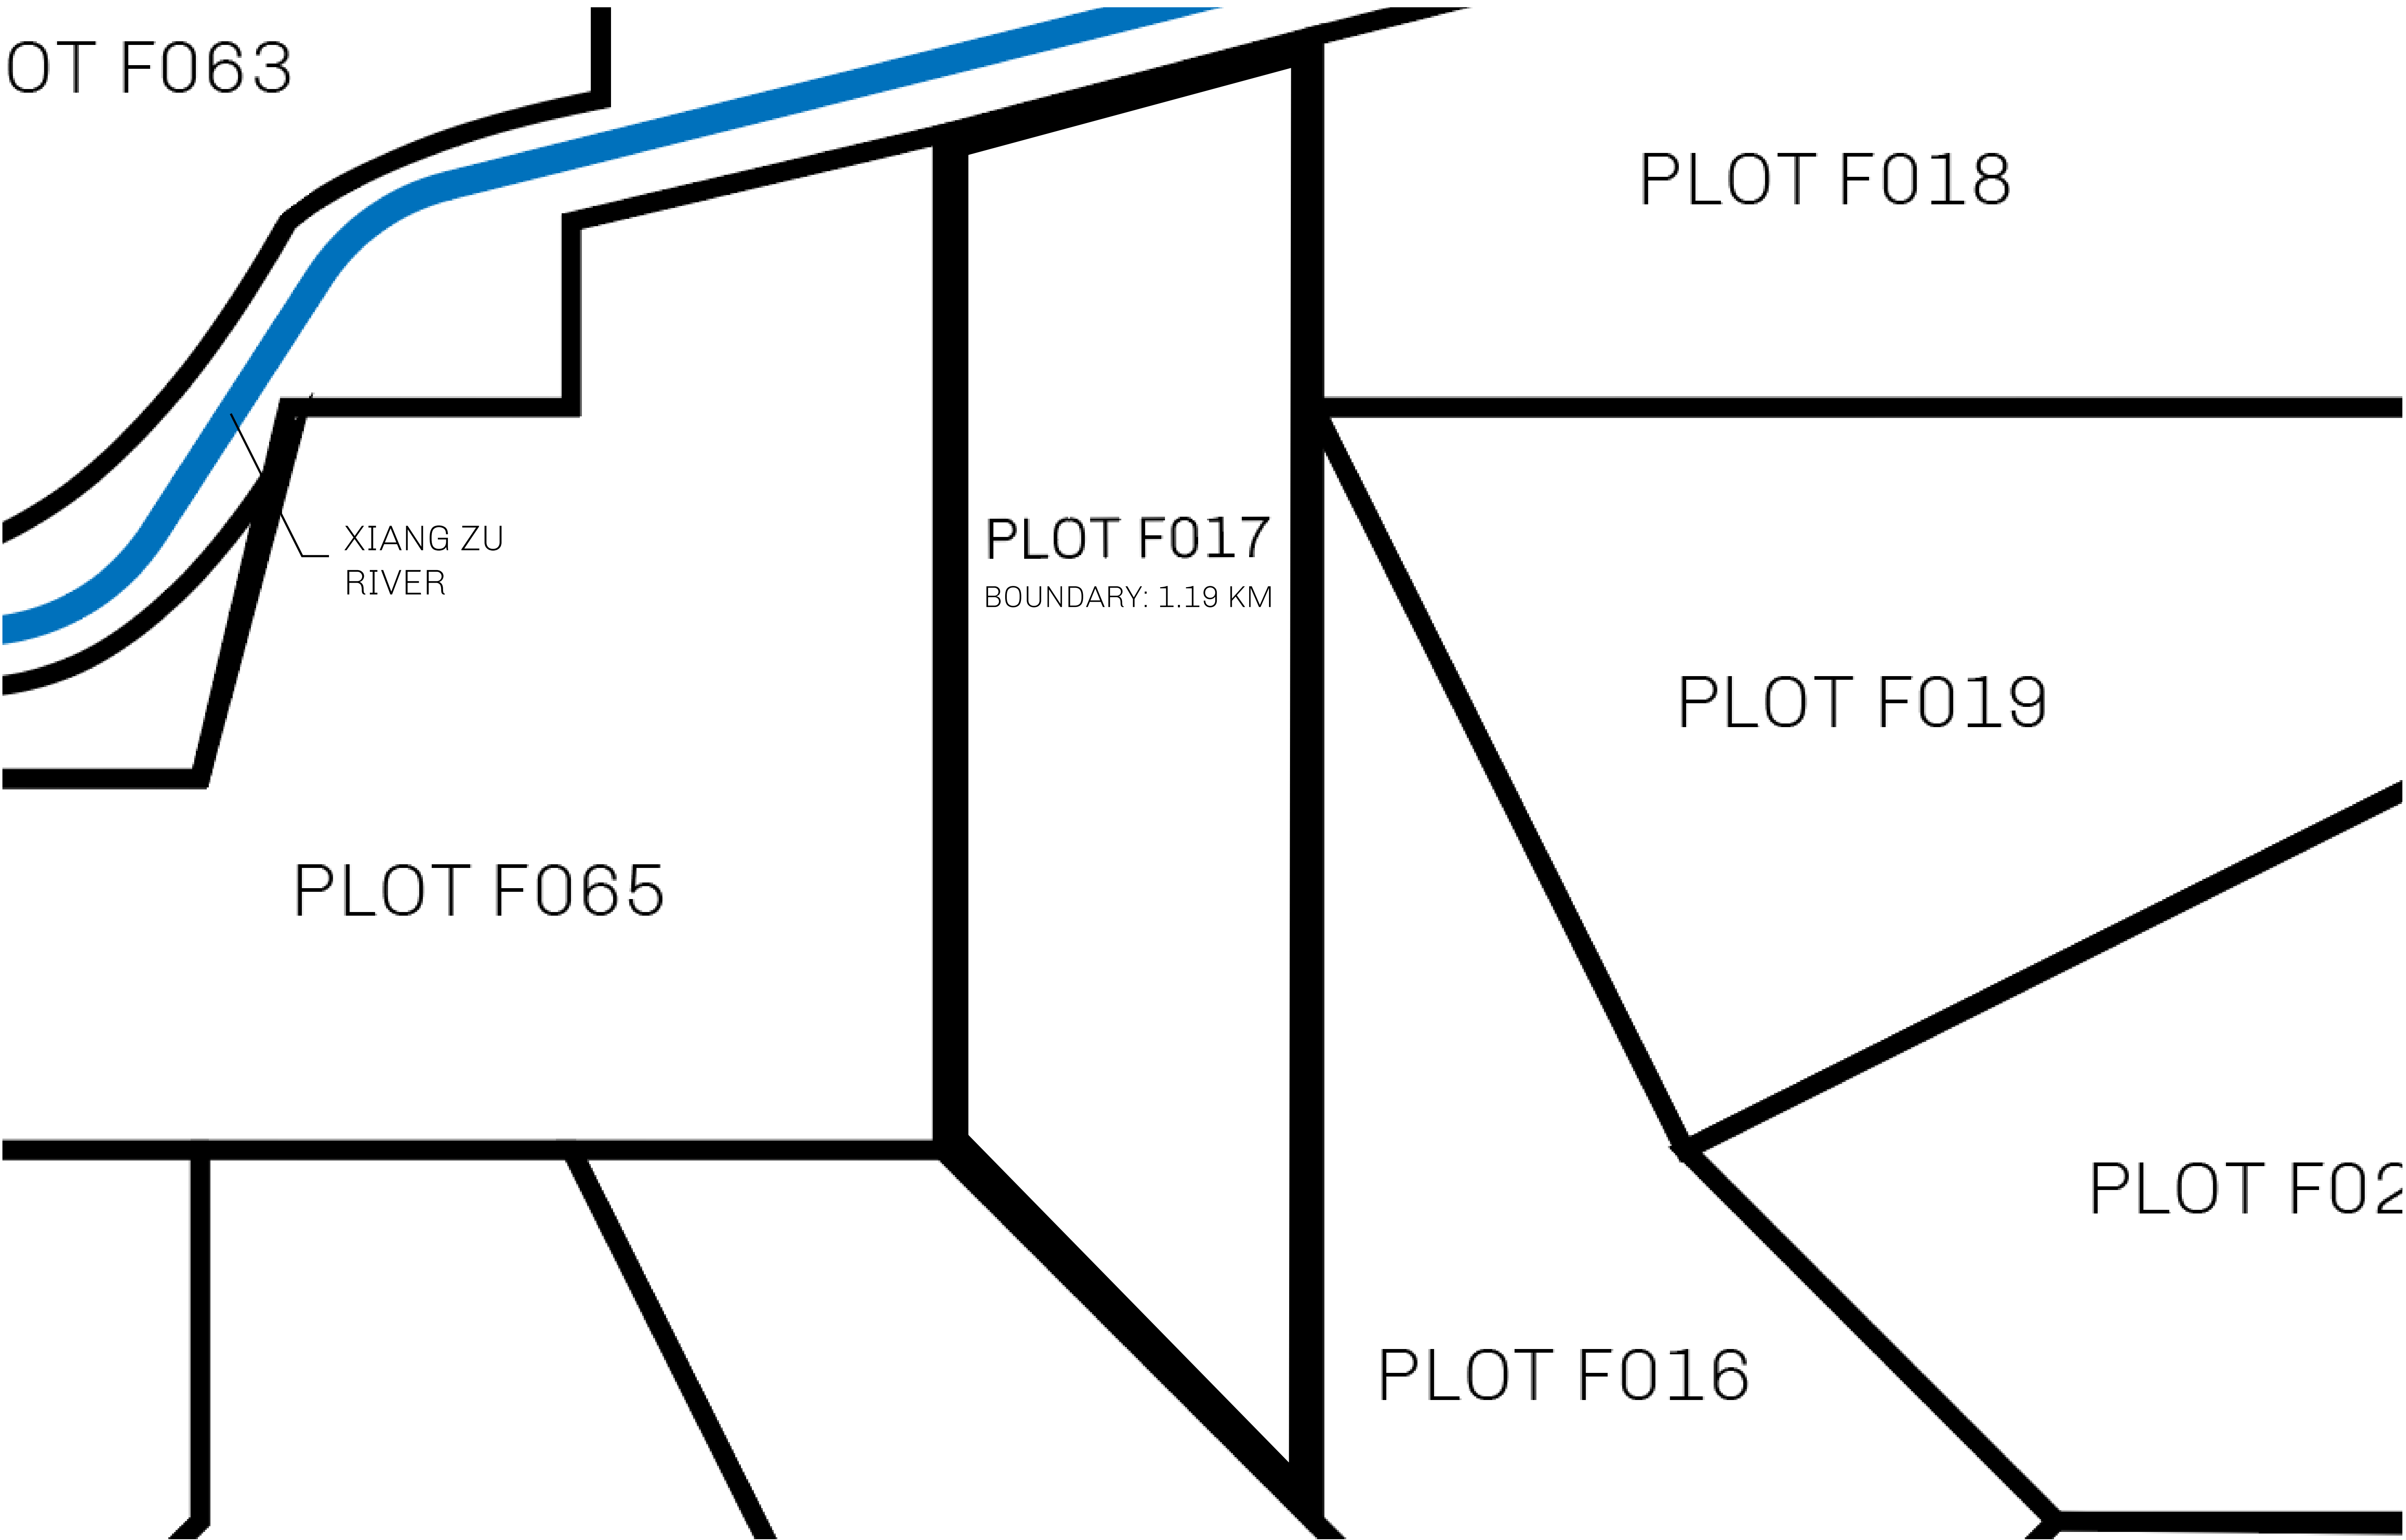 OT F063
PLOT F018
XIANG ZU
RIVER
PLOT F017
BOUNDARY: 1.19 KM
PLOT F019
PLOT F065
PLOT F02
PLOT F016